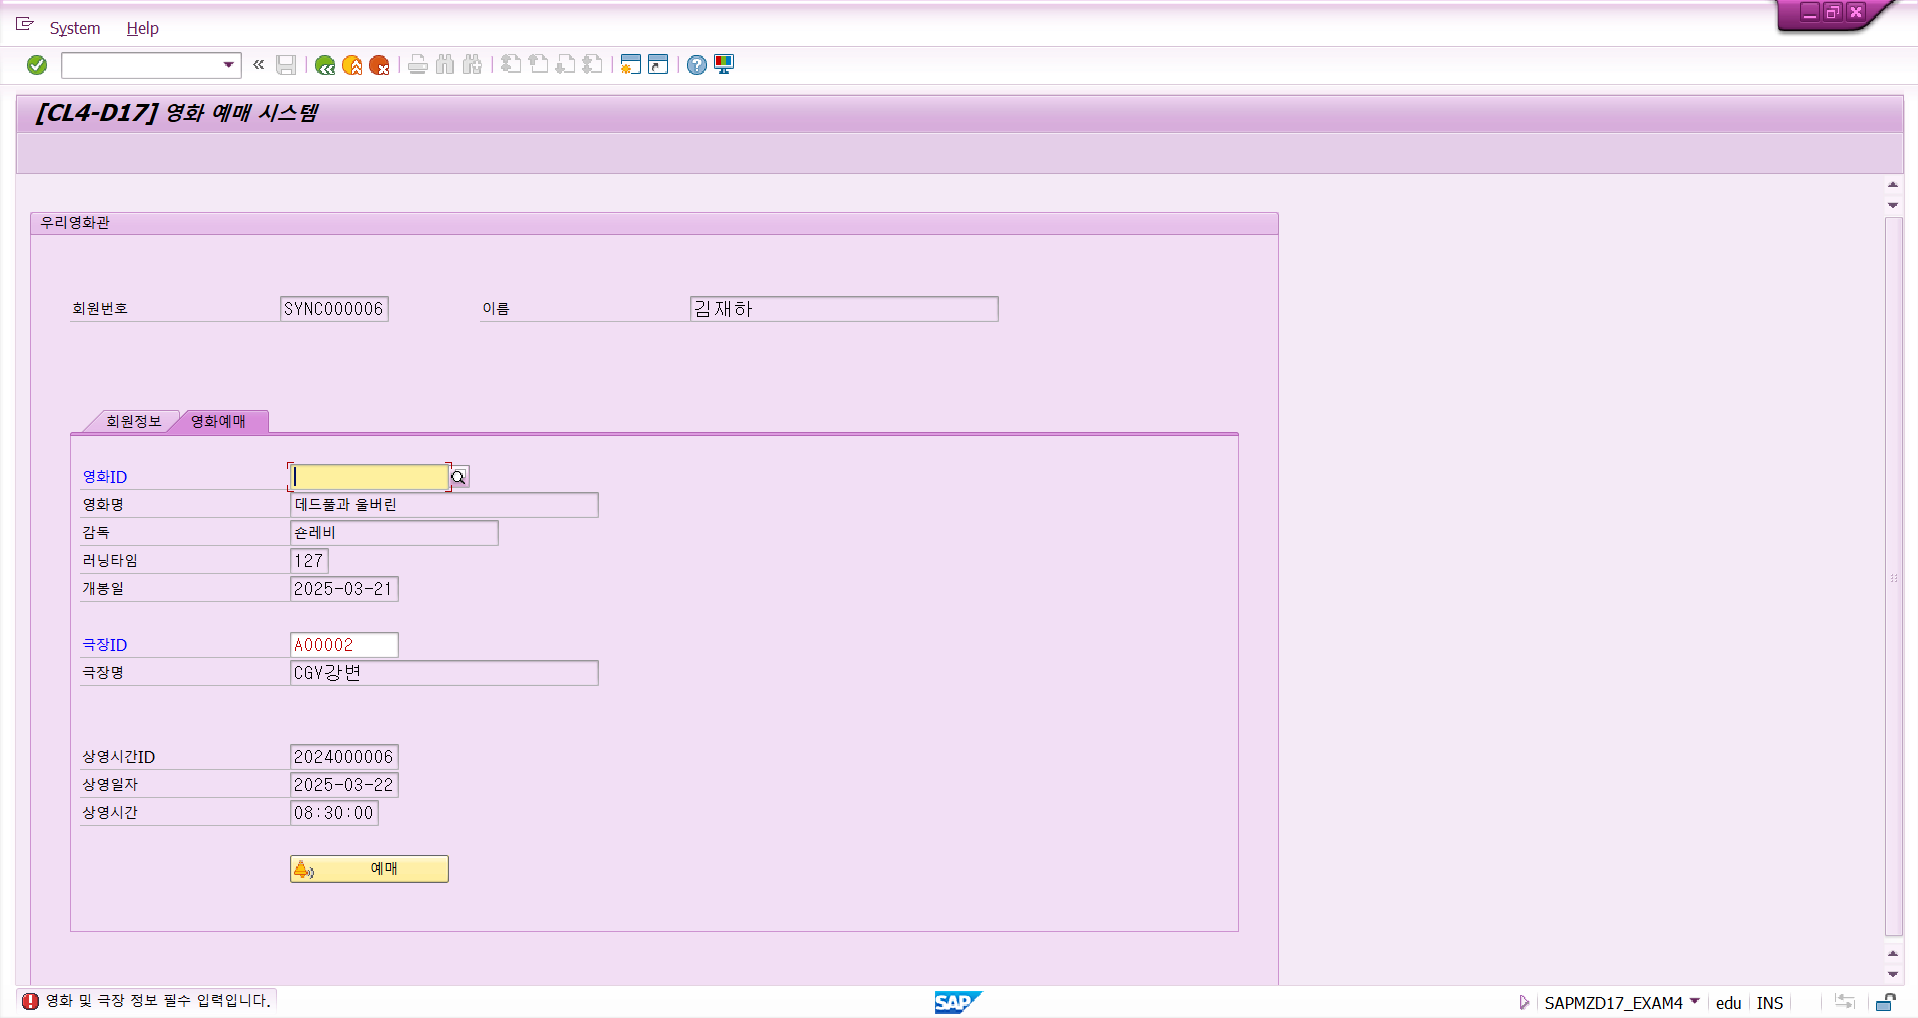 System Help
[CL4-D17] 영화 예매 시스템
우리영화관
회원번호 SYNC000006 이름 김재하
회원정보 영화예매
영화ID
영화명 데드풀과 울버린
감독 숀레비
러닝타임 127
개봉일 2025-03-21
극장ID A00002
극장명 CGV강변
상영시간ID 2024000006
상영일자 2025-03-22
상영시간 08:30:00
예매
영화 및 극장 정보 필수 입력입니다.
SAP
SAPMZD17_EXAM4 edu INS